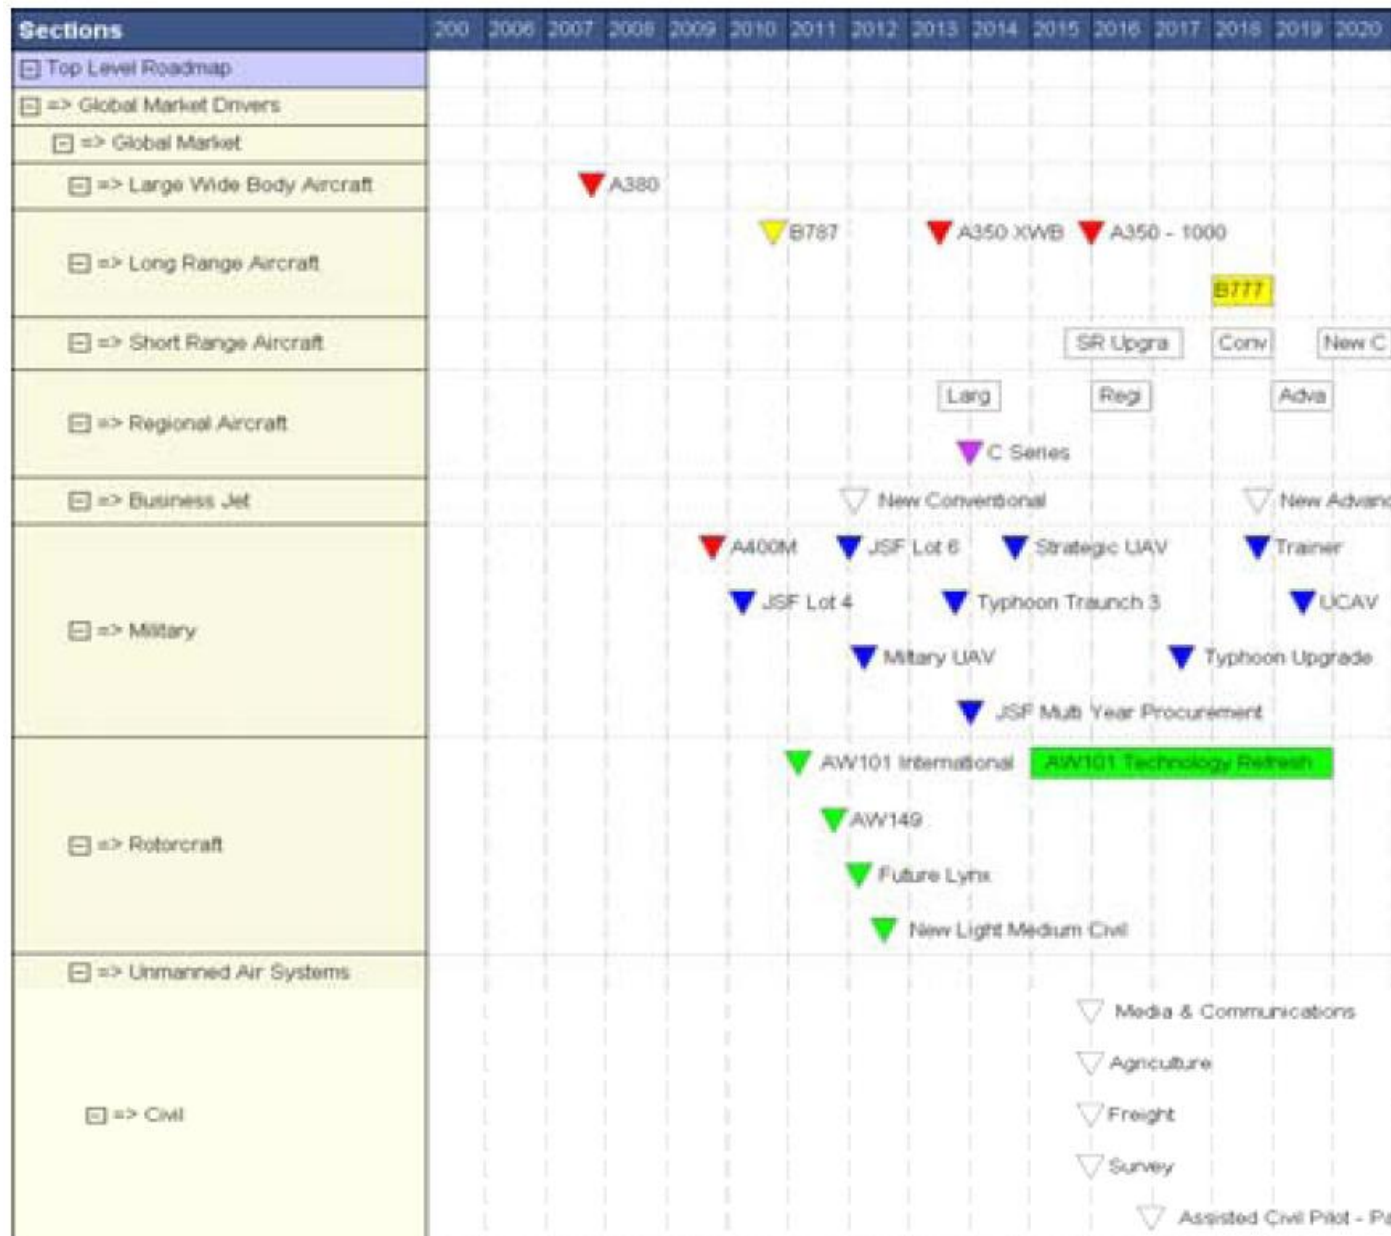 Sections 200 2006 2007 2008 2009 2010 2011 2012 2013 2014 2015 2016 2017 2018 2019 2020
Top Level Roadmap
=> Global Market Drivers
=> Global Market
=> Large Wide Body Aircraft A380
B787 A350 XWB A350 - 1000
=> Long Range Aircraft
B777
=> Short Range Aircraft SR Upgra Conv New C
Larg Regi Adva
=> Regional Aircraft
C Series
=> Business Jet New Conventional New Advanc
A400M JSF Lot 6 Strategic UAV Trainer
JSF Lot 4 Typhoon Traunch 3 UCAV
=> Military
Miltary UAV Typhoon Upgrade
JSF Multi Year Procurement
AW101 International AW101 Technology Refresh
AW149
=> Rotorcraft
Future Lynx
New Light Medium Civil
=> Unmanned Air Systems
Media & Communications
Agriculture
=> Civil Freight
Survey
Assisted Civil Pilot - Pa